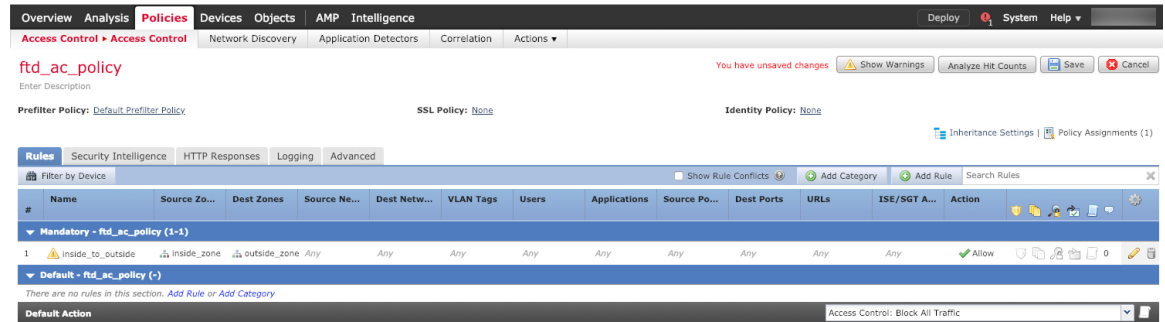 Overview Analysis Policies Devices Objects AMP Intelligence Deploy 1 System Help ▾
Access Control ▸ Access Control Network Discovery Application Detectors Correlation Actions ▾
ftd_ac_policy You have unsaved changes Show Warnings Analyze Hit Counts Save Cancel
Enter Description
Prefilter Policy: Default Prefilter Policy SSL Policy: None Identity Policy: None
Inheritance Settings | Policy Assignments (1)
Rules Security Intelligence HTTP Responses Logging Advanced
Filter by Device Show Rule Conflicts Add Category Add Rule Search Rules
# Name Source Zo... Dest Zones Source Ne... Dest Netw... VLAN Tags Users Applications Source Po... Dest Ports URLs ISE/SGT A... Action
Mandatory - ftd_ac_policy (1-1)
1 inside_to_outside inside_zone outside_zone Any Any Any Any Any Any Any Any Any Allow 0
Default - ftd_ac_policy (-)
There are no rules in this section. Add Rule or Add Category
Default Action Access Control: Block All Traffic